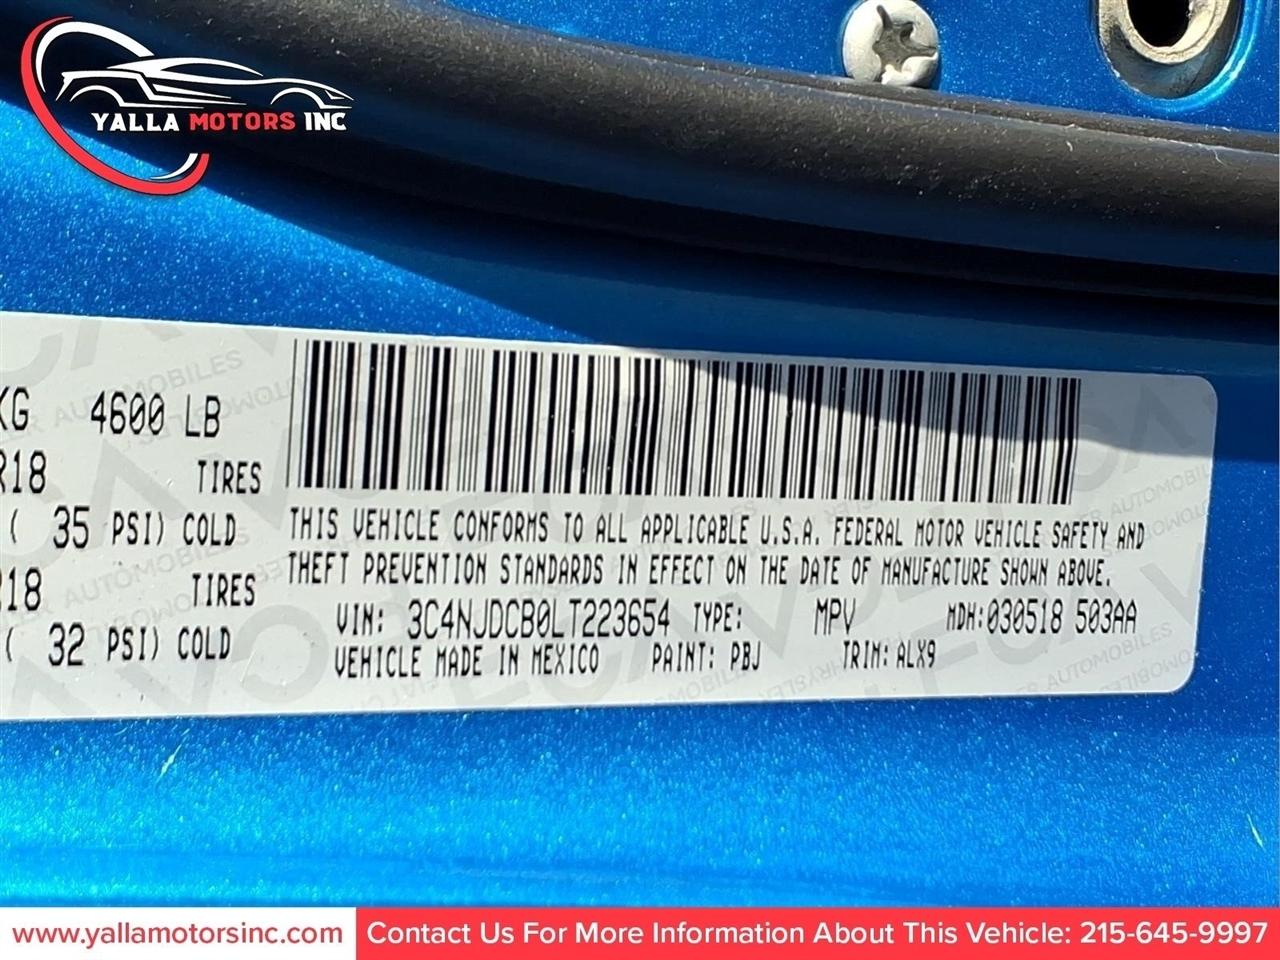 YALLA MOTORS INC
KG 4600 LB
R18 TIRES
( 35 PSI) COLD
R18 TIRES
( 32 PSI) COLD
THIS VEHICLE CONFORMS TO ALL APPLICABLE U.S.A. FEDERAL MOTOR VEHICLE SAFETY AND
THEFT PREVENTION STANDARDS IN EFFECT ON THE DATE OF MANUFACTURE SHOWN ABOVE.
VIN: 3C4NJDCB0LT223654 TYPE: MPV MDH:030518 503AA
VEHICLE MADE IN MEXICO PAINT: PBJ TRIM: ALX9
www.yallamotorsinc.com
Contact Us For More Information About This Vehicle: 215-645-9997